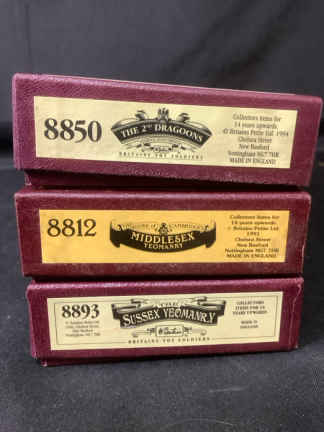 8850
THE 2ND DRAGOONS
BRITAINS TOY SOLDIERS
Collectors items for
14 years upwards
© Britains Petite Ltd 1994
Chelsea Street
New Basford
Nottingham NG7 7HR
MADE IN ENGLAND
8812
MIDDLESEX
YEOMANRY
Collectors items for
14 years upwards
© Britains Petite Ltd
1993
Chelsea Street
New Basford
Nottingham NG7 7HR
MADE IN ENGLAND
8893
THE
SUSSEX YEOMANRY
BRITAINS TOY SOLDIERS
COLLECTORS
ITEMS FOR 14
YEARS UPWARDS
MADE IN
ENGLAND